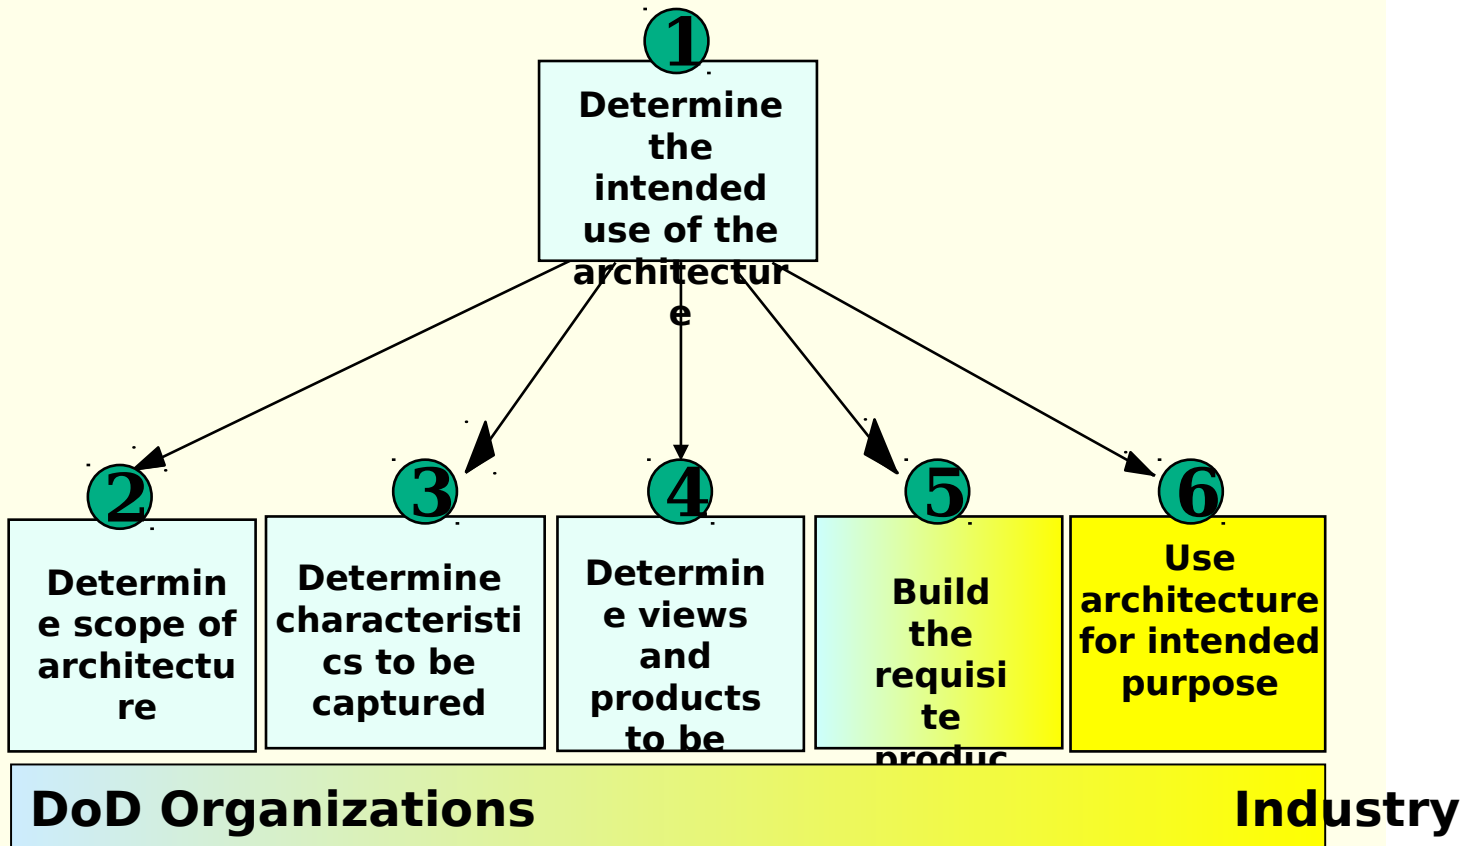 1
Determine
the
intended
use of the
architectur
e
2
Determin
e scope of
architectu
re
3
Determine
characteristi
cs to be
captured
4
Determin
e views
and
products
to be
5
Build
the
requisi
te
produc
6
Use
architecture
for intended
purpose
DoD Organizations
Industry